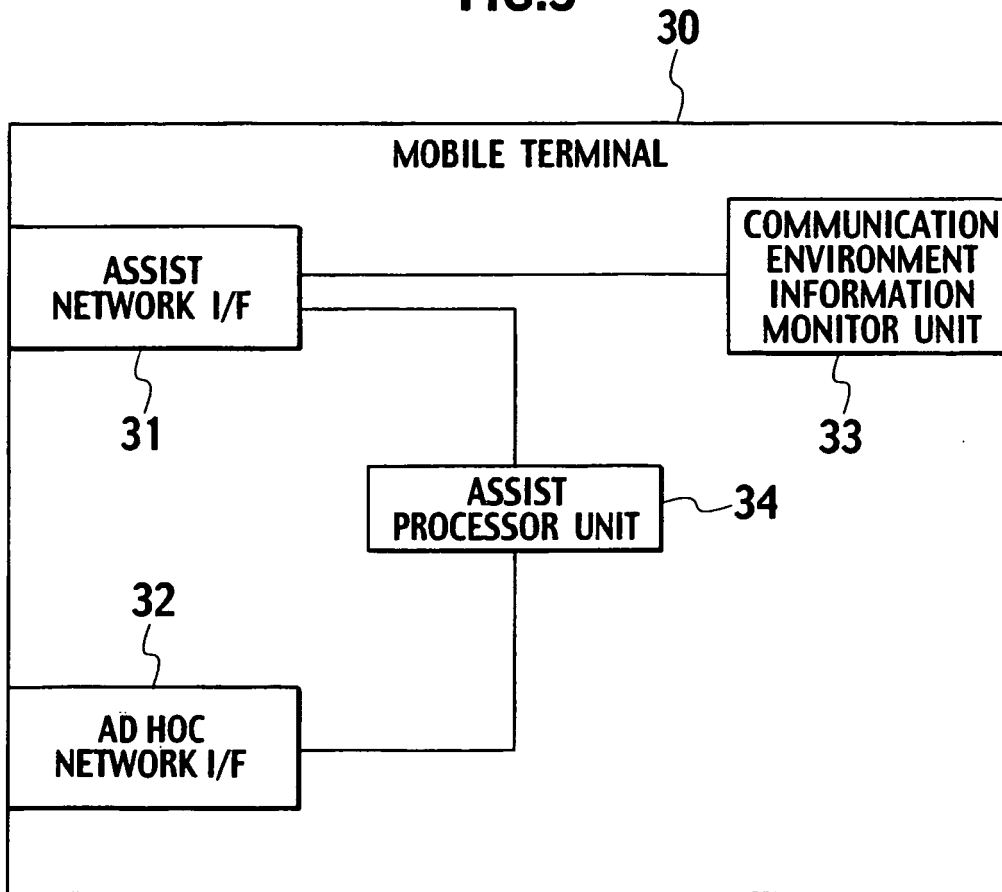 30
MOBILE TERMINAL
COMMUNICATION
ENVIRONMENT
INFORMATION
MONITOR UNIT
ASSIST
NETWORK I/F
31
33
ASSIST
PROCESSOR UNIT
34
32
AD HOC
NETWORK I/F